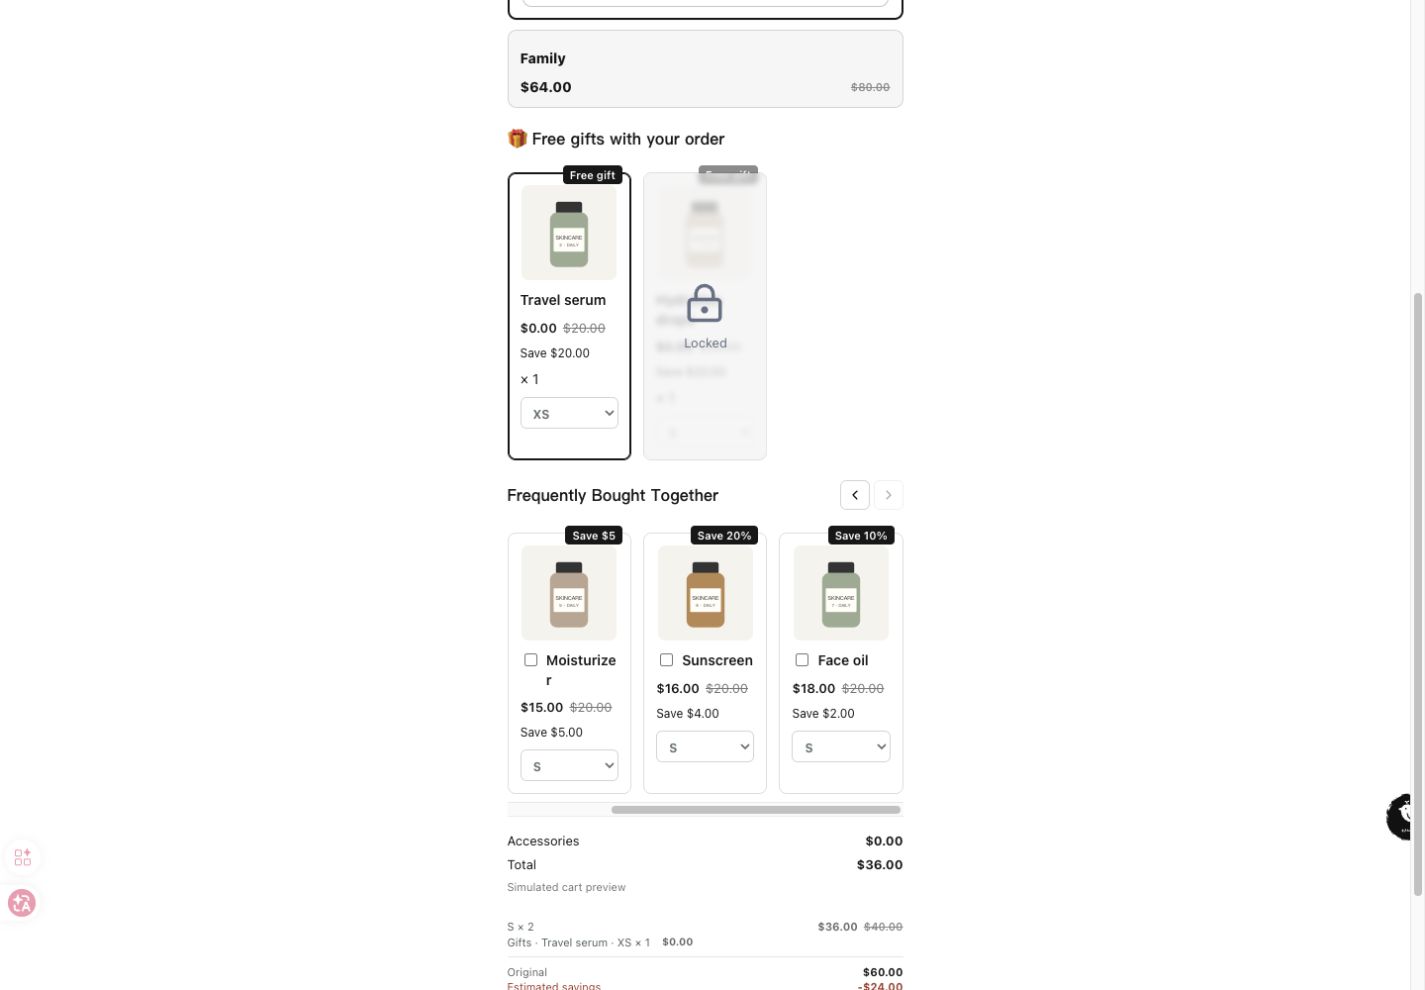 Family
$64.00 $80.00
🎁 Free gifts with your order
Free gift
SKINCARE
Travel serum
$0.00 $20.00
Save $20.00
× 1
XS
Locked
Frequently Bought Together
Save $5
SKINCARE
Moisturize
r
$15.00 $20.00
Save $5.00
S
Save 20%
SKINCARE
Sunscreen
$16.00 $20.00
Save $4.00
S
Save 10%
SKINCARE
7 · DAILY
Face oil
$18.00 $20.00
Save $2.00
S
Accessories $0.00
Total $36.00
Simulated cart preview
S × 2 $36.00 $40.00
Gifts · Travel serum · XS × 1 $0.00
Original $60.00
Estimated savings -$24.00